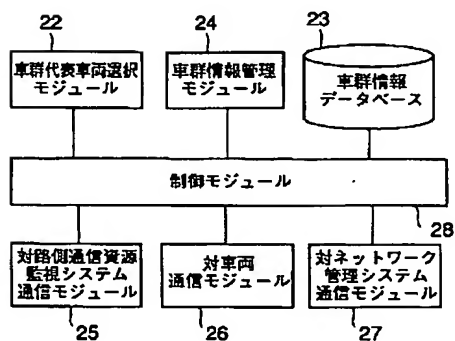 22
24
23
車群代表車両選択
モジュール
車群情報管理
モジュール
車群情報
データベース
制御モジュール
28
対路側通信資源
監視システム
通信モジュール
対車両
通信モジュール
対ネットワーク
管理システム
通信モジュール
25
26
27